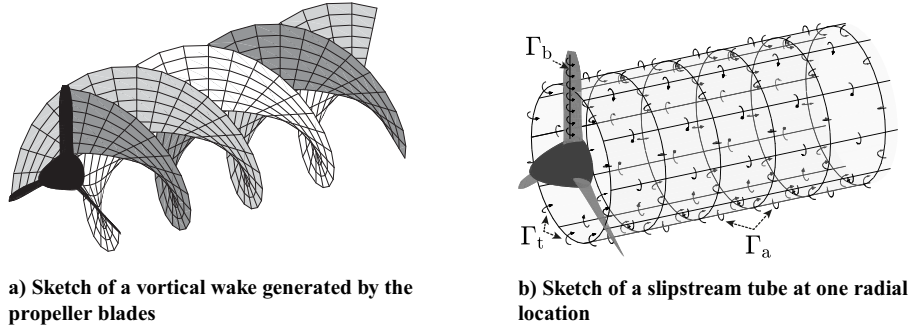 Γb
Γt
Γa
a) Sketch of a vortical wake generated by the
propeller blades
b) Sketch of a slipstream tube at one radial
location